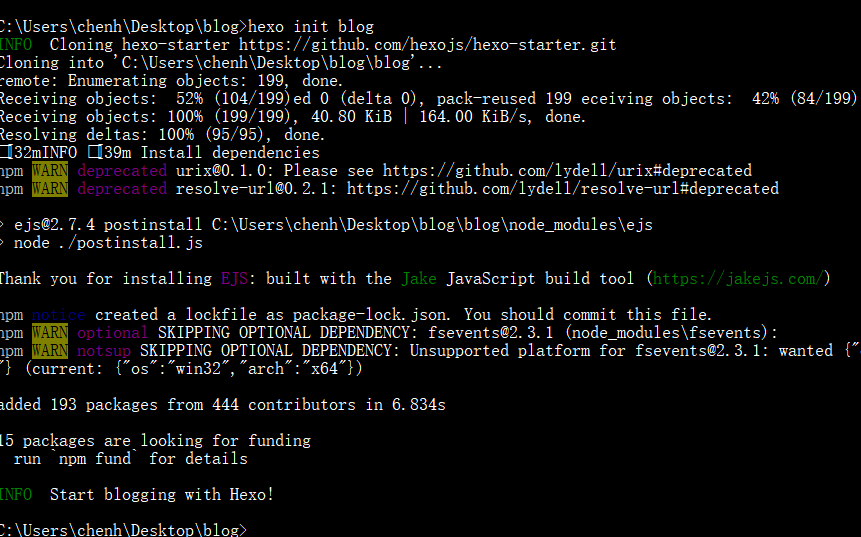 C:\Users\chenh\Desktop\blog>hexo init blog
INFO  Cloning hexo-starter https://github.com/hexojs/hexo-starter.git
Cloning into 'C:\Users\chenh\Desktop\blog\blog'...
remote: Enumerating objects: 199, done.
Receiving objects:  52% (104/199)ed 0 (delta 0), pack-reused 199 eceiving objects:  42% (84/199)
Receiving objects: 100% (199/199), 40.80 KiB | 164.00 KiB/s, done.
Resolving deltas: 100% (95/95), done.
[32mINFO [39m Install dependencies
npm WARN deprecated urix@0.1.0: Please see https://github.com/lydell/urix#deprecated
npm WARN deprecated resolve-url@0.2.1: https://github.com/lydell/resolve-url#deprecated
> ejs@2.7.4 postinstall C:\Users\chenh\Desktop\blog\blog\node_modules\ejs
> node ./postinstall.js
Thank you for installing EJS: built with the Jake JavaScript build tool (https://jakejs.com/)
npm notice created a lockfile as package-lock.json. You should commit this file.
npm WARN optional SKIPPING OPTIONAL DEPENDENCY: fsevents@2.3.1 (node_modules\fsevents):
npm WARN notsup SKIPPING OPTIONAL DEPENDENCY: Unsupported platform for fsevents@2.3.1: wanted {"
"} (current: {"os":"win32","arch":"x64"})
added 193 packages from 444 contributors in 6.834s
15 packages are looking for funding
  run `npm fund` for details
INFO  Start blogging with Hexo!
C:\Users\chenh\Desktop\blog>